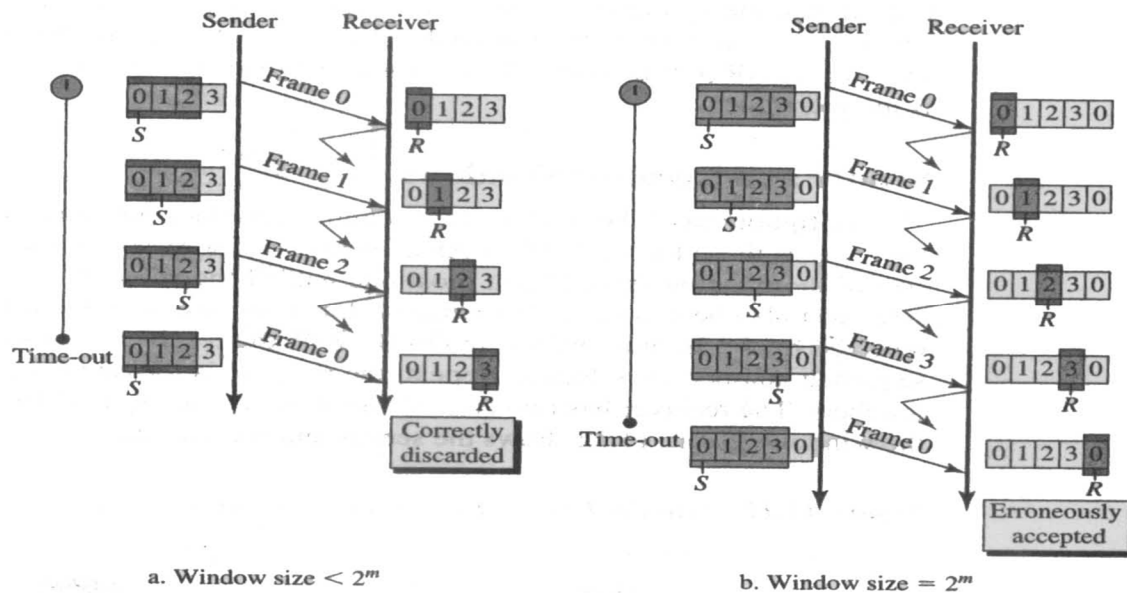 Sender Receiver
Frame 0
0 1 2 3
S
0 1 2 3
R
Frame 1
0 1 2 3
S
0 1 2 3
R
Frame 2
0 1 2 3
S
0 1 2 3
R
Time-out
Frame 0
0 1 2 3
S
0 1 2 3
R
Correctly
discarded
a. Window size < 2^m
Sender Receiver
Frame 0
0 1 2 3 0
S
0 1 2 3 0
R
Frame 1
0 1 2 3 0
S
0 1 2 3 0
R
Frame 2
0 1 2 3 0
S
0 1 2 3 0
R
Frame 3
0 1 2 3 0
S
0 1 2 3 0
R
Time-out
Frame 0
0 1 2 3 0
S
0 1 2 3 0
R
Erroneously
accepted
b. Window size = 2^m